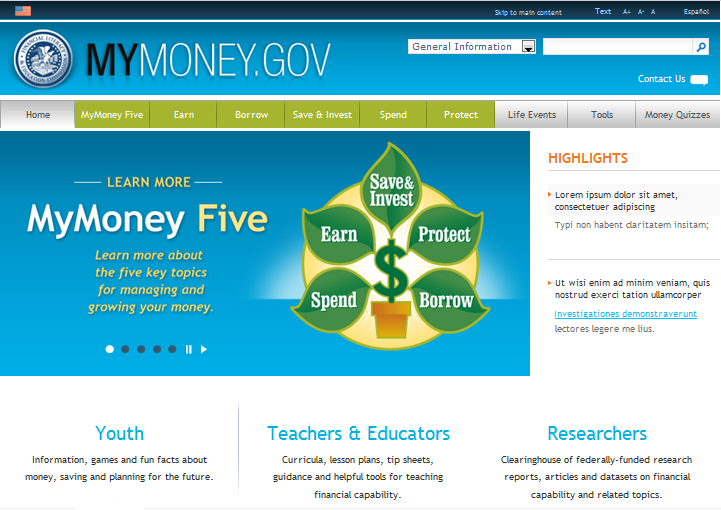 Skip to main content
Text A+ A- A
Español
MYMONEY.GOV
General Information
Contact Us
Home
MyMoney Five
Earn
Borrow
Save & Invest
Spend
Protect
Life Events
Tools
Money Quizzes
LEARN MORE
MyMoney Five
Learn more about
the five key topics
for managing and
growing your money.
Save &
Invest
Earn
Protect
$
Spend
Borrow
HIGHLIGHTS
Lorem ipsum dolor sit amet,
consectetuer adipiscing
Typi non habent claritatem insitam;
Ut wisi enim ad minim veniam, quis
nostrud exerci tation ullamcorper
Investigationes demonstraverunt
lectores legere me lius.
Youth
Information, games and fun facts about
money, saving and planning for the future.
Teachers & Educators
Curricula, lesson plans, tip sheets,
guidance and helpful tools for teaching
financial capability.
Researchers
Clearinghouse of federally-funded research
reports, articles and datasets on financial
capability and related topics.